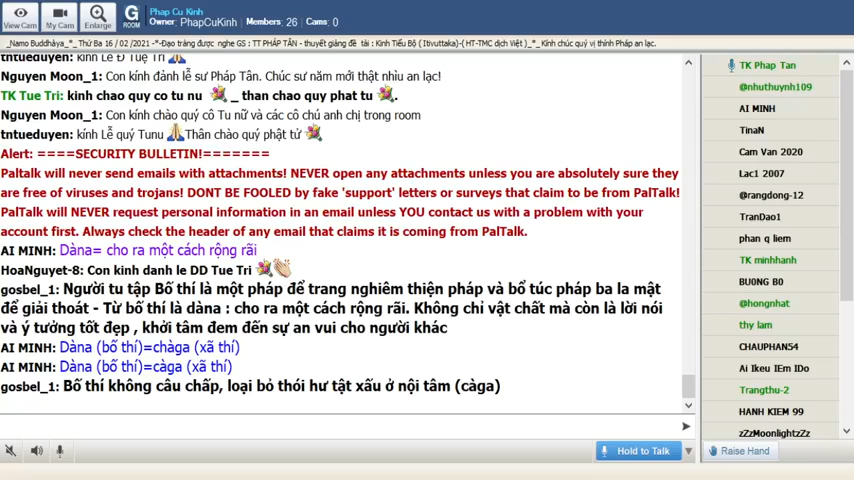 Phap Cu Kinh
Owner: PhapCuKinh , Members: 26 Cams: 0
View Cam
My Cam
Enlarge
G
ROOM
_Namo Buddhàya_*_ Thứ Ba 16 / 02 /2021 -*-Đạo tràng được nghe GS : TT PHÁP TÂN - thuyết giảng đề tài : Kinh Tiểu Bộ ( Itivuttaka)-( HT-TMC dịch Việt )_*_ Kính chúc quý vị thính Pháp an lạc.
tntueduyen: kính Lễ Đ Tuệ Trí
Nguyen Moon_1: Con kính đảnh lễ sư Pháp Tân. Chúc sư năm mới thật nhìu an lạc!
TK Tue Tri: kinh chao quy co tu nu _ than chao quy phat tu .
Nguyen Moon_1: Con kính chào quý cô Tu nữ và các cô chú anh chị trong room
tntueduyen: kính Lễ quý Tunu Thân chào quý phật tử
Alert: ====SECURITY BULLETIN!=======
Paltalk will never send emails with attachments! NEVER open any attachments unless you are absolutely sure they
are free of viruses and trojans! DONT BE FOOLED by fake 'support' letters or surveys that claim to be from PalTalk!
PalTalk will NEVER request personal information in an email unless YOU contact us with a problem with your
account first. Always check the header of any email that claims it is coming from PalTalk.
AI MINH: Dàna= cho ra một cách rộng rãi
HoaNguyet-8: Con kinh danh le DD Tue Tri
gosbel_1: Người tu tập Bố thí là một pháp để trang nghiêm thiện pháp và bổ túc pháp ba la mật
để giải thoát - Từ bố thí là dàna : cho ra một cách rộng rãi. Không chỉ vật chất mà còn là lời nói
và ý tưởng tốt đẹp , khởi tâm đem đến sự an vui cho người khác
AI MINH: Dàna (bố thí)=chàga (xã thí)
AI MINH: Dàna (bố thí)=càga (xã thí)
gosbel_1: Bố thí không câu chấp, loại bỏ thói hư tật xấu ở nội tâm (càga)
Hold to Talk
TK Phap Tan
@nhuthuynh109
AI MINH
TinaN
Cam Van 2020
Lac1 2007
@rangdong-12
TranDao1
phan q liem
TK minhhanh
BU0NG B0
@hongnhat
thy lam
CHAUPHAN54
Ai Ikeu IEm IDo
Trangthu-2
HANH KIEM 99
zZzMoonlightzZz
Raise Hand